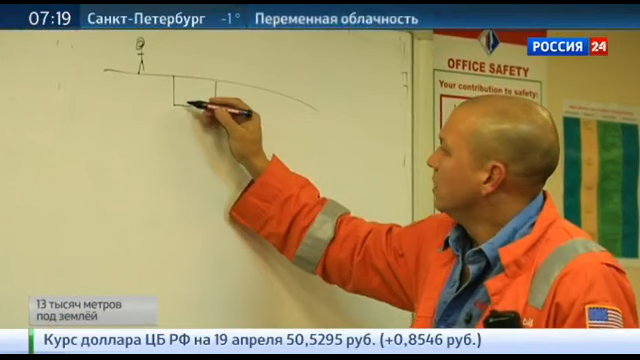 07:19 Санкт-Петербург -1° Переменная облачность
РОССИЯ 24
OFFICE SAFETY
Your contribution to safety:
13 тысяч метров
под землёй
Курс доллара ЦБ РФ на 19 апреля 50,5295 руб. (+0,8546 руб.)